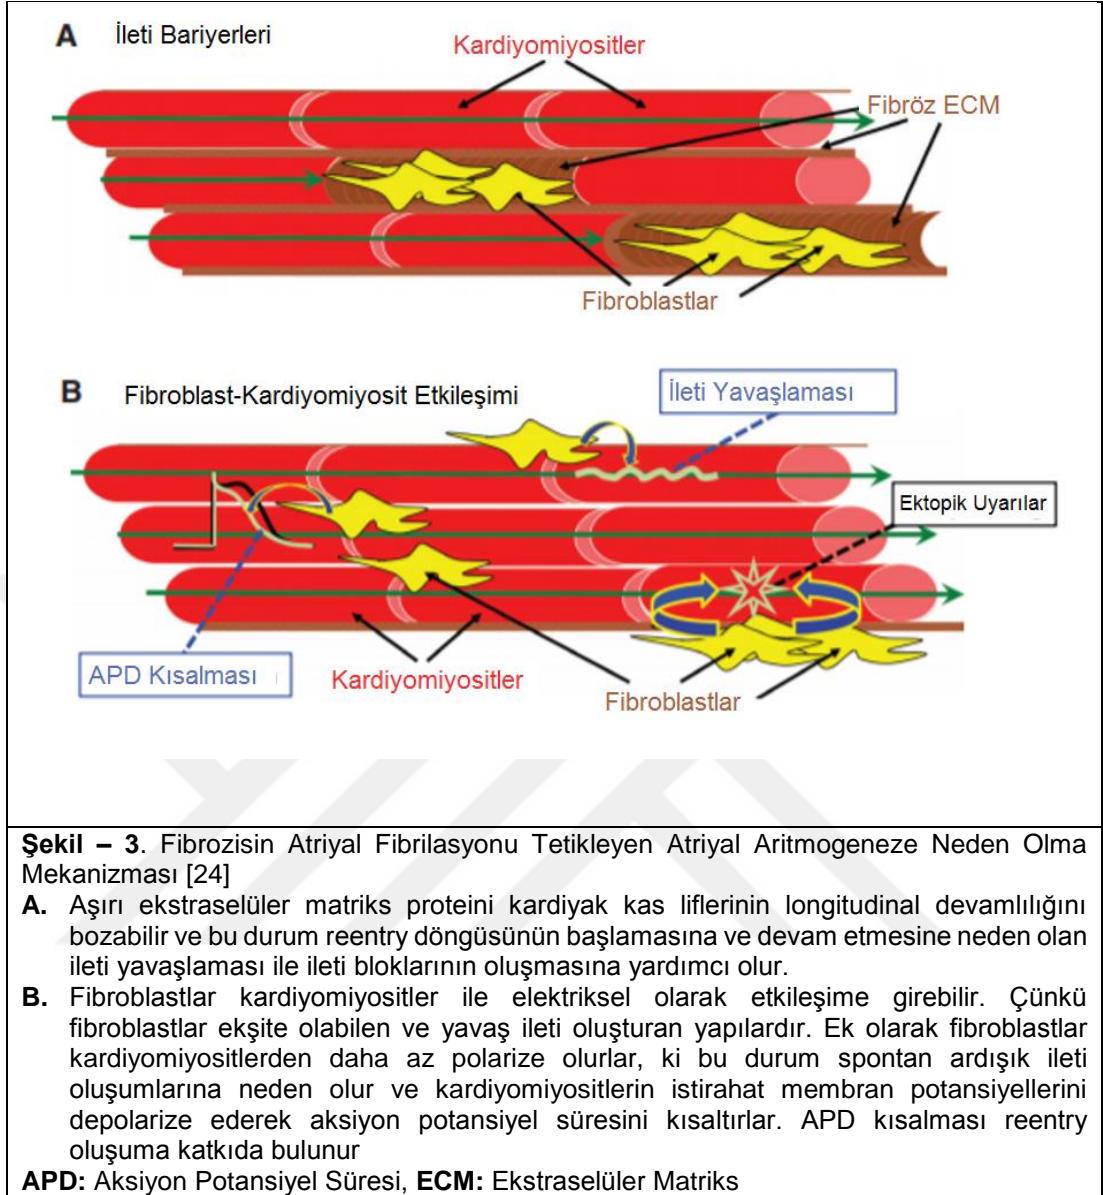 A İleti Bariyerleri
Kardiyomiyositler
Fibröz ECM
Fibroblastlar
B Fibroblast-Kardiyomiyosit Etkileşimi
İleti Yavaşlaması
Ektopik Uyarılar
APD Kısalması
Kardiyomiyositler
Fibroblastlar
Şekil – 3. Fibrozisin Atriyal Fibrilasyonu Tetikleyen Atriyal Aritmogeneze Neden Olma
Mekanizması [24]
A. Aşırı ekstraselüler matriks proteini kardiyak kas liflerinin longitudinal devamlılığını
bozabilir ve bu durum reentry döngüsünün başlamasına ve devam etmesine neden olan
ileti yavaşlaması ile ileti bloklarının oluşmasına yardımcı olur.
B. Fibroblastlar kardiyomiyositler ile elektriksel olarak etkileşime girebilir. Çünkü
fibroblastlar ekşite olabilen ve yavaş ileti oluşturan yapılardır. Ek olarak fibroblastlar
kardiyomiyositlerden daha az polarize olurlar, ki bu durum spontan ardışık ileti
oluşumlarına neden olur ve kardiyomiyositlerin istirahat membran potansiyellerini
depolarize ederek aksiyon potansiyel süresini kısaltırlar. APD kısalması reentry
oluşuma katkıda bulunur
APD: Aksiyon Potansiyel Süresi, ECM: Ekstraselüler Matriks